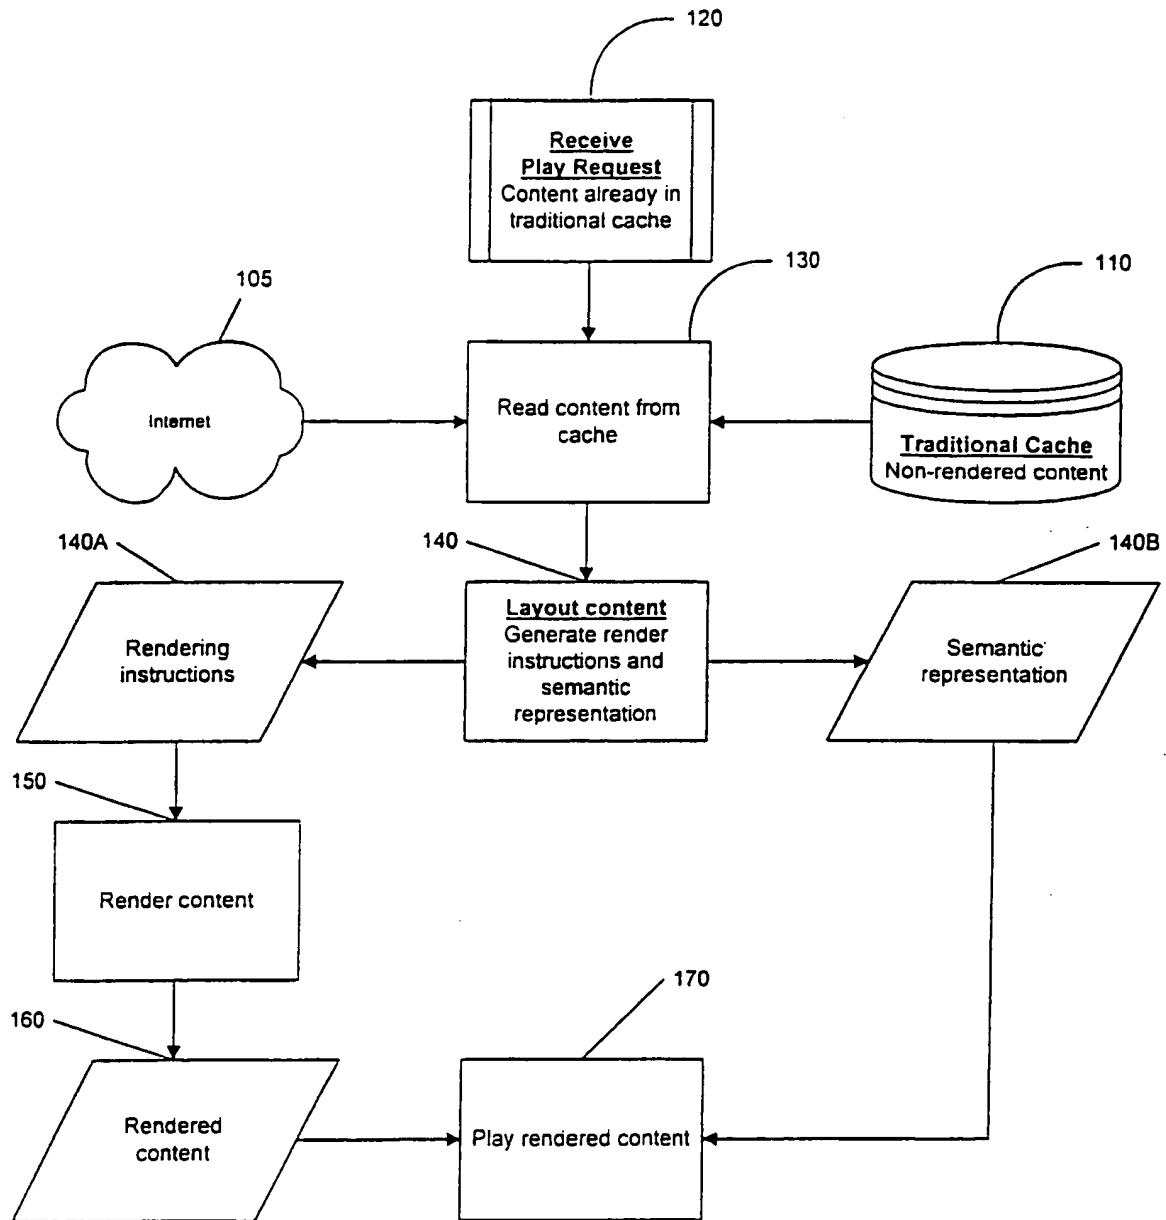 120
Receive
Play Request
Content already in
traditional cache
130
110
105
Internet
Read content from
cache
Traditional Cache
Non-rendered content
140A
140
140B
Rendering
instructions
Layout content
Generate render
instructions and
semantic
representation
Semantic
representation
150
Render content
160
170
Rendered
content
Play rendered content